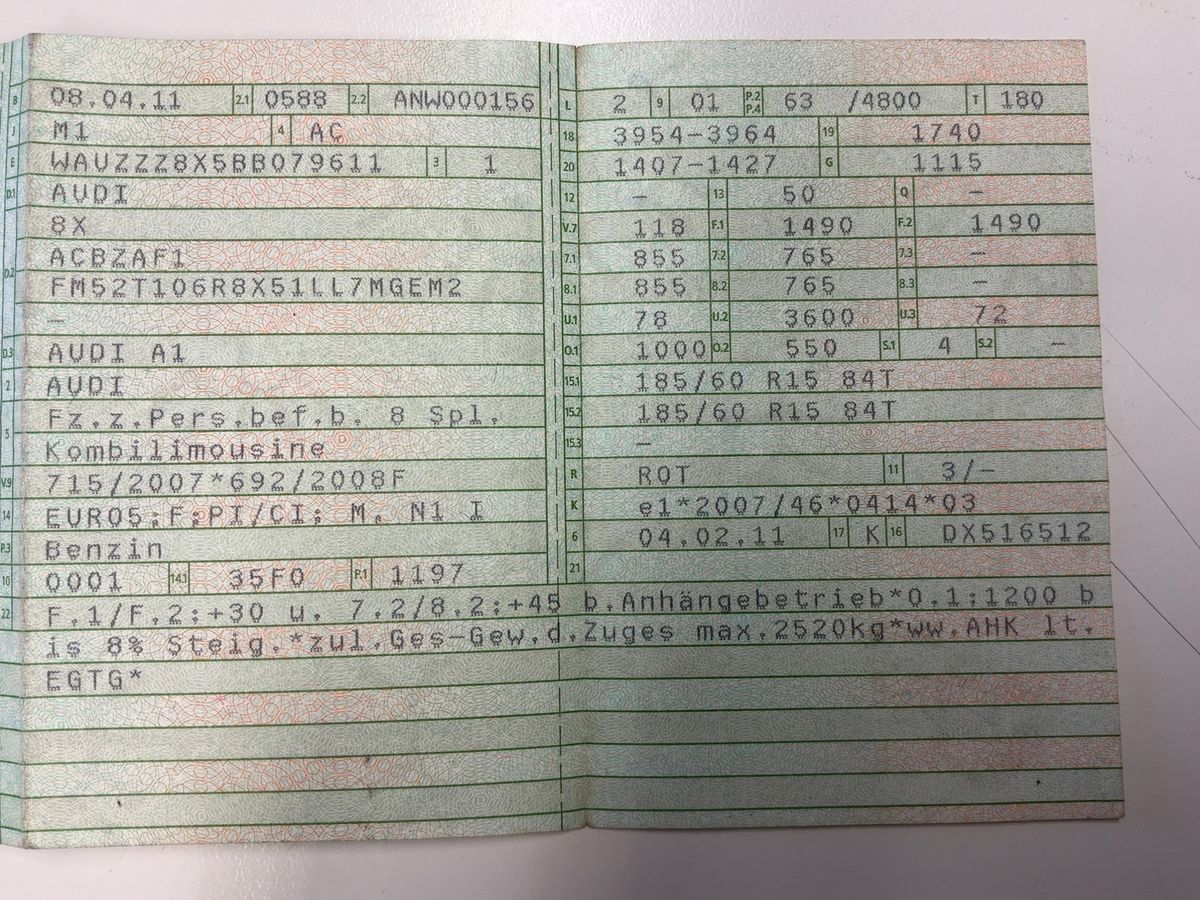 B 08.04.11 2.1 0588 2.2 ANW000156
J M1 4 AC
E WAUZZZ8X5BB079611 3 1
D.1 AUDI
8X
D.2 ACBZAF1
FM52T106R8X51LL7MGEM2
—
D.3 AUDI A1
2 AUDI
5 Fz.z.Pers.bef.b. 8 Spl.
Kombilimousine
V.9 715/2007*692/2008F
14 EURO5;F;PI/CI; M, N1 I
P.3 Benzin
10 0001 14.1 35F0 P.1 1197
L 2 9 01 P.2 P.4 63 /4800 T 180
18 3954-3964 19 1740
20 1407-1427 G 1115
12 — 13 50 Q —
V.7 118 F.1 1490 F.2 1490
7.1 855 7.2 765 7.3 —
8.1 855 8.2 765 8.3 —
U.1 78 U.2 3600 U.3 72
O.1 1000 O.2 550 S.1 4 S.2 —
15.1 185/60 R15 84T
15.2 185/60 R15 84T
15.3 —
R ROT 11 3/-
K e1*2007/46*0414*03
6 04.02.11 17 K 16 DX516512
21
22 F.1/F.2:+30 u. 7.2/8.2:+45 b.Anhängebetrieb*O.1:1200 b
is 8% Steig.*zul.Ges-Gew.d.Zuges max.2520kg*ww.AHK lt.
EGTG*